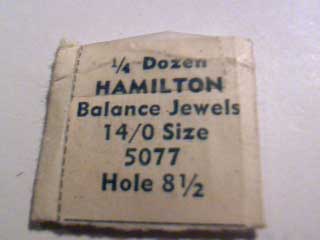 ¼ Dozen
HAMILTON
Balance Jewels
14/0 Size
5077
Hole 8½